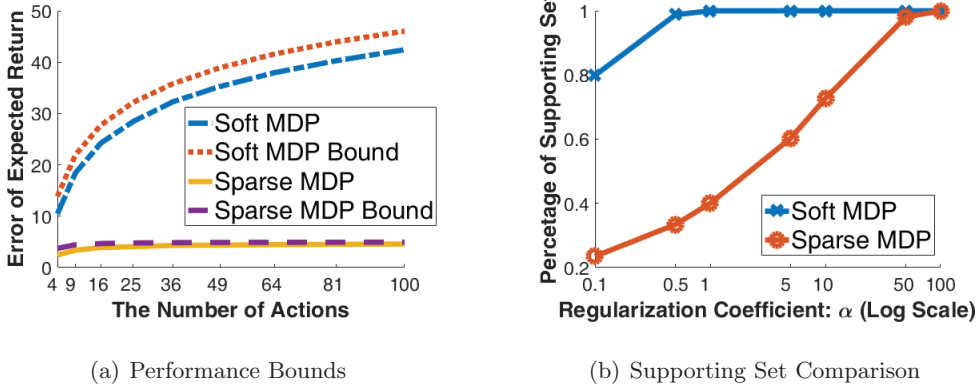 50
40
30
20
10
0
Error of Expected Return
Soft MDP
Soft MDP Bound
Sparse MDP
Sparse MDP Bound
4 9 16 25 36 49 64 81 100
The Number of Actions
(a) Performance Bounds
1
0.8
0.6
0.4
0.2
Percetage of Supporting Set
Soft MDP
Sparse MDP
0.1 0.5 1 5 10 50 100
Regularization Coefficient: α (Log Scale)
(b) Supporting Set Comparison